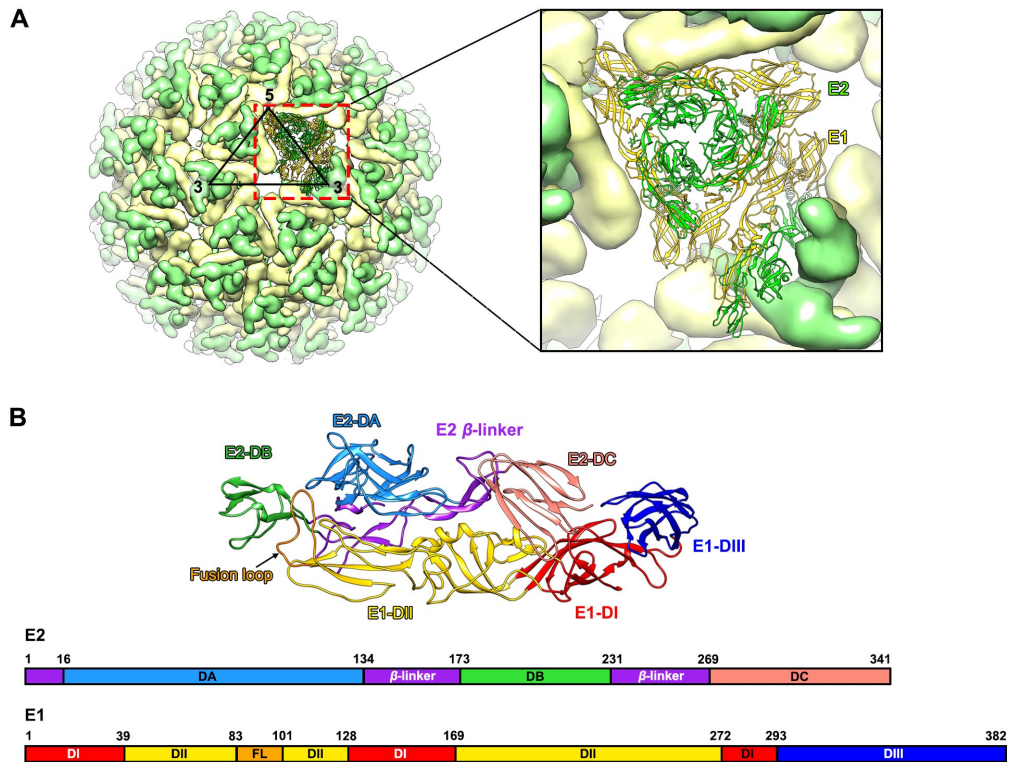 A
5
3
3
E2
E1
B
E2-DA
E2 β-linker
E2-DB
E2-DC
E1-DIII
Fusion loop
E1-DII
E1-DI
E2
1 16 134 173 231 269 341
DA β-linker DB β-linker DC
E1
1 39 83 101 128 169 272 293 382
DI DII FL DII DI DII DI DIII